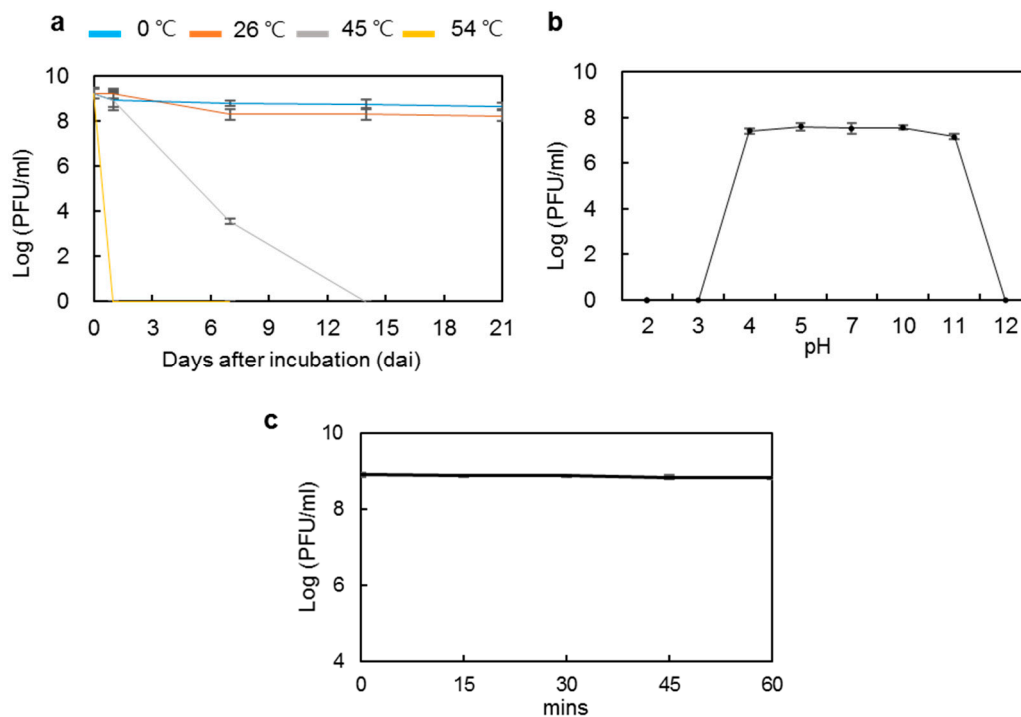 a
0 ℃ 26 ℃ 45 ℃ 54 ℃
Log (PFU/ml)
10
8
6
4
2
0
0 3 6 9 12 15 18 21
Days after incubation (dai)
b
Log (PFU/ml)
10
8
6
4
2
0
2 3 4 5 7 10 11 12
pH
c
Log (PFU/ml)
10
8
6
4
0 15 30 45 60
mins